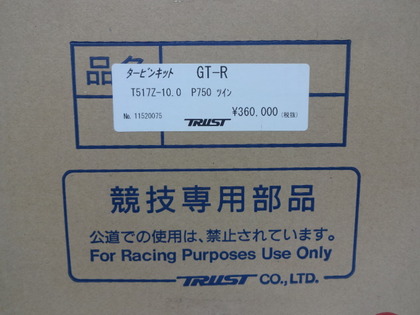 品名
タービンキット GT-R
T517Z-10.0 P750 ツイン
¥360,000 (税抜)
No. 11520075
TRUST
競技専用部品
公道での使用は、禁止されています。
For Racing Purposes Use Only
TRUST CO.,LTD.